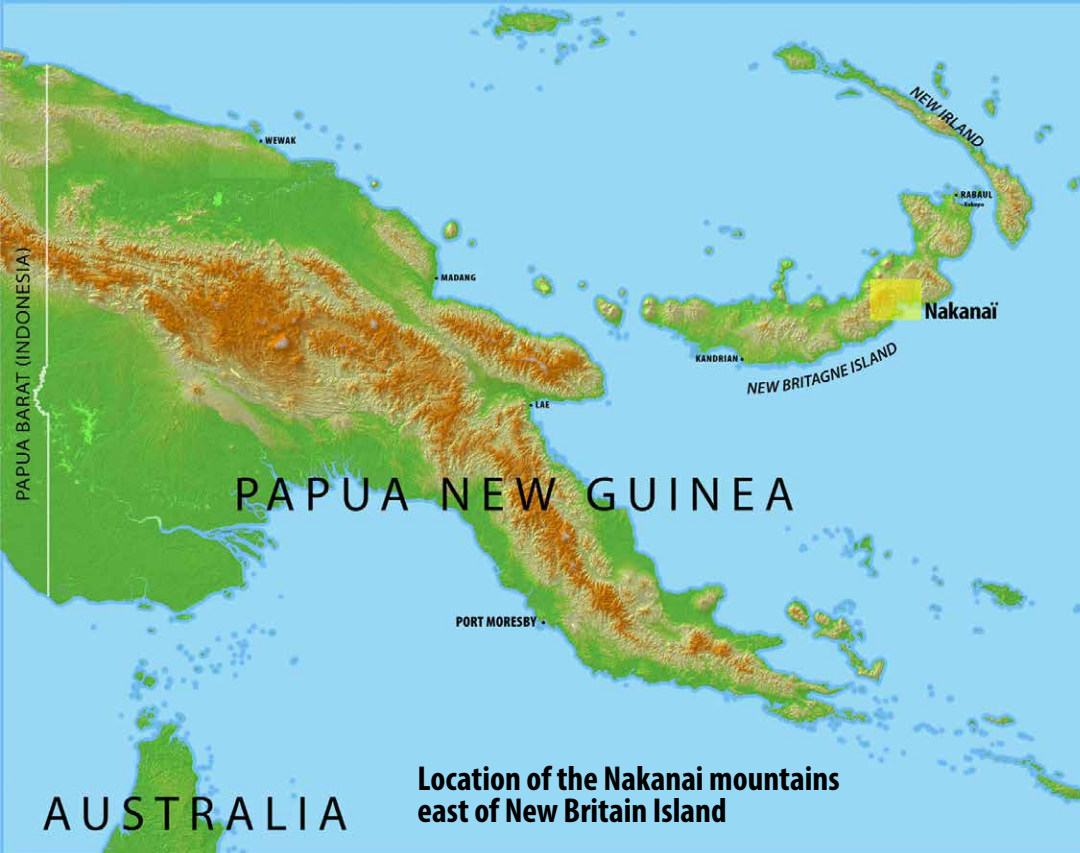 NEW IRLAND
WEWAK
RABAUL
Kokopo
PAPUA BARAT (INDONESIA)
MADANG
Nakanaï
KANDRIAN
NEW BRITAGNE ISLAND
LAE
PAPUA NEW GUINEA
PORT MORESBY
Location of the Nakanai mountains
east of New Britain Island
AUSTRALIA